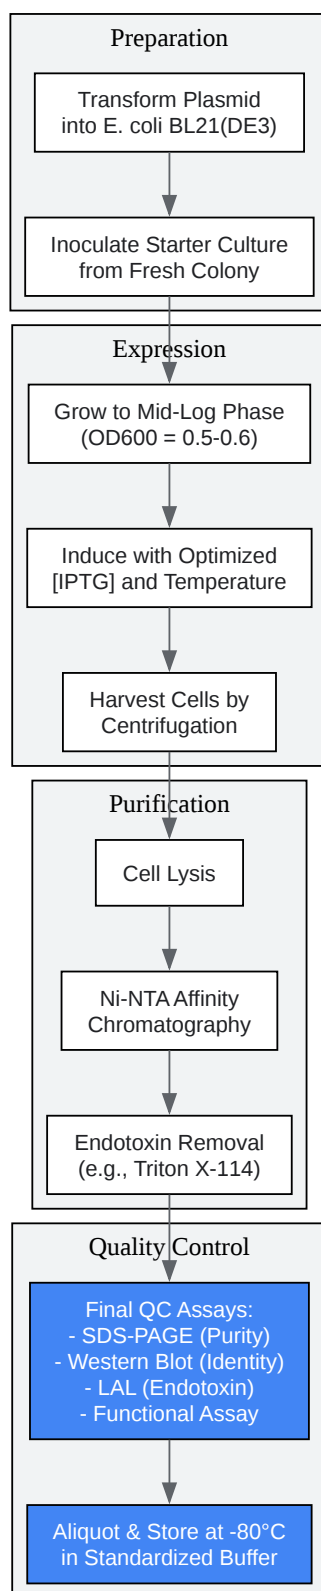 Preparation
Transform Plasmid
into E. coli BL21(DE3)
Inoculate Starter Culture
from Fresh Colony
Expression
Grow to Mid-Log Phase
(OD600 = 0.5-0.6)
Induce with Optimized
[IPTG] and Temperature
Harvest Cells by
Centrifugation
Purification
Cell Lysis
Ni-NTA Affinity
Chromatography
Endotoxin Removal
(e.g., Triton X-114)
Quality Control
Final QC Assays:
- SDS-PAGE (Purity)
- Western Blot (Identity)
- LAL (Endotoxin)
- Functional Assay
Aliquot & Store at -80°C
in Standardized Buffer